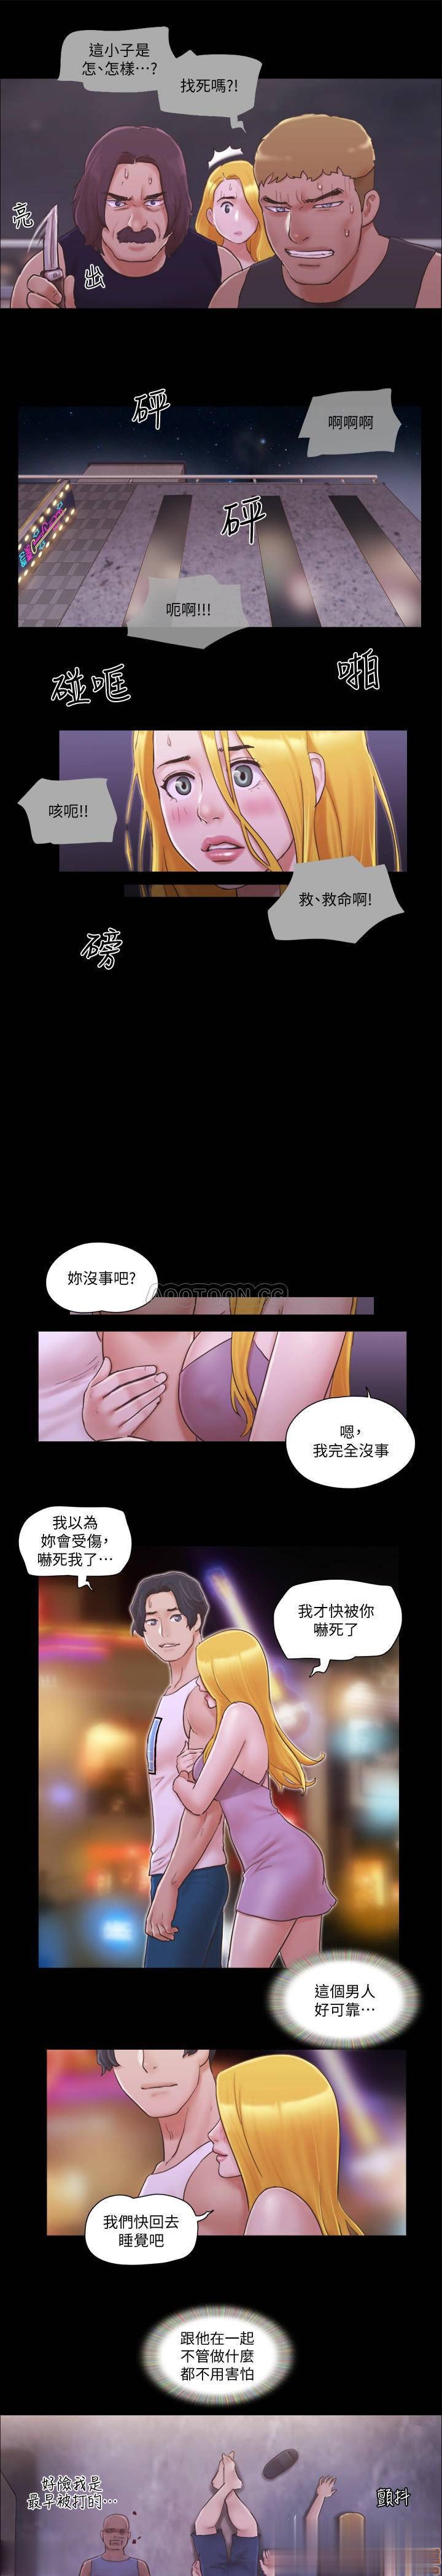 這小子是
怎、怎樣…?
找死嗎?!
亮
出
砰
啊啊啊
砰
呃啊!!!
碰哐
啪
咳呃!!
救、救命啊!
磅
妳沒事吧?
嗯,
我完全沒事
我以為
妳會受傷,
嚇死我了…
我才快被你
嚇死了
這個男人
好可靠…
我們快回去
睡覺吧
跟他在一起
不管做什麼
都不用害怕
好險我是
最早被打的…
顫抖